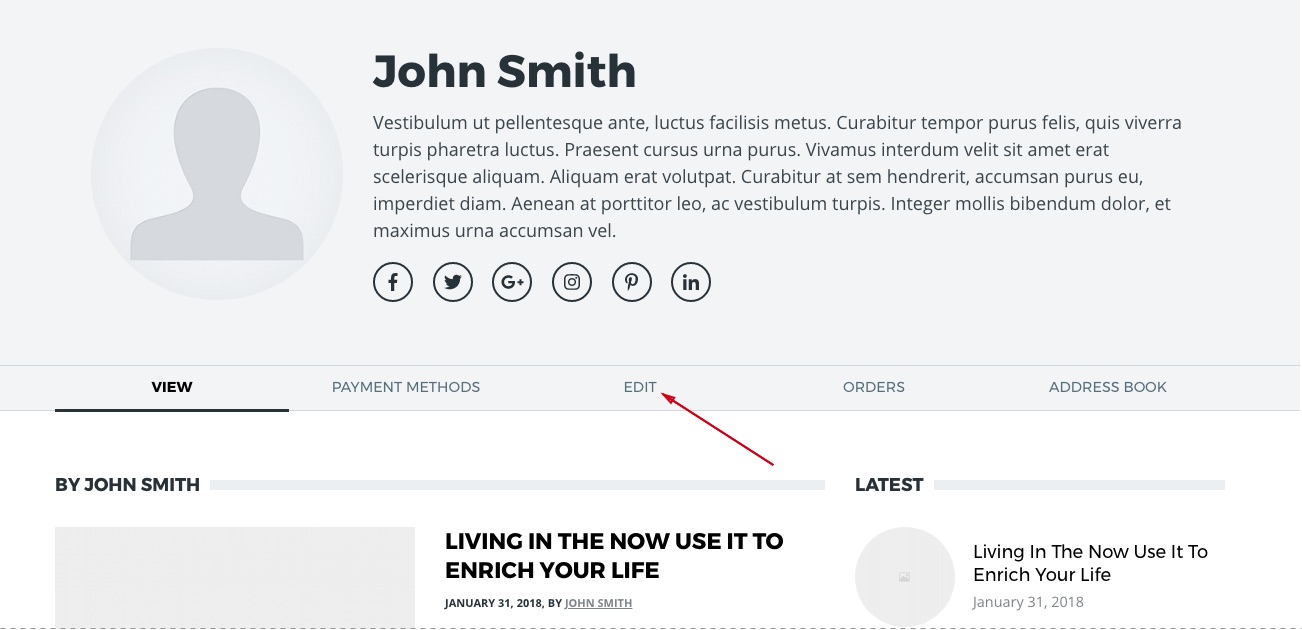 John Smith
Vestibulum ut pellentesque ante, luctus facilisis metus. Curabitur tempor purus felis, quis viverra
turpis pharetra luctus. Praesent cursus urna purus. Vivamus interdum velit sit amet erat
scelerisque aliquam. Aliquam erat volutpat. Curabitur at sem hendrerit, accumsan purus eu,
imperdiet diam. Aenean at porttitor leo, ac vestibulum turpis. Integer mollis bibendum dolor, et
maximus urna accumsan vel.
VIEW PAYMENT METHODS EDIT ORDERS ADDRESS BOOK
BY JOHN SMITH
LIVING IN THE NOW USE IT TO
ENRICH YOUR LIFE
JANUARY 31, 2018, BY JOHN SMITH
LATEST
Living In The Now Use It To
Enrich Your Life
January 31, 2018